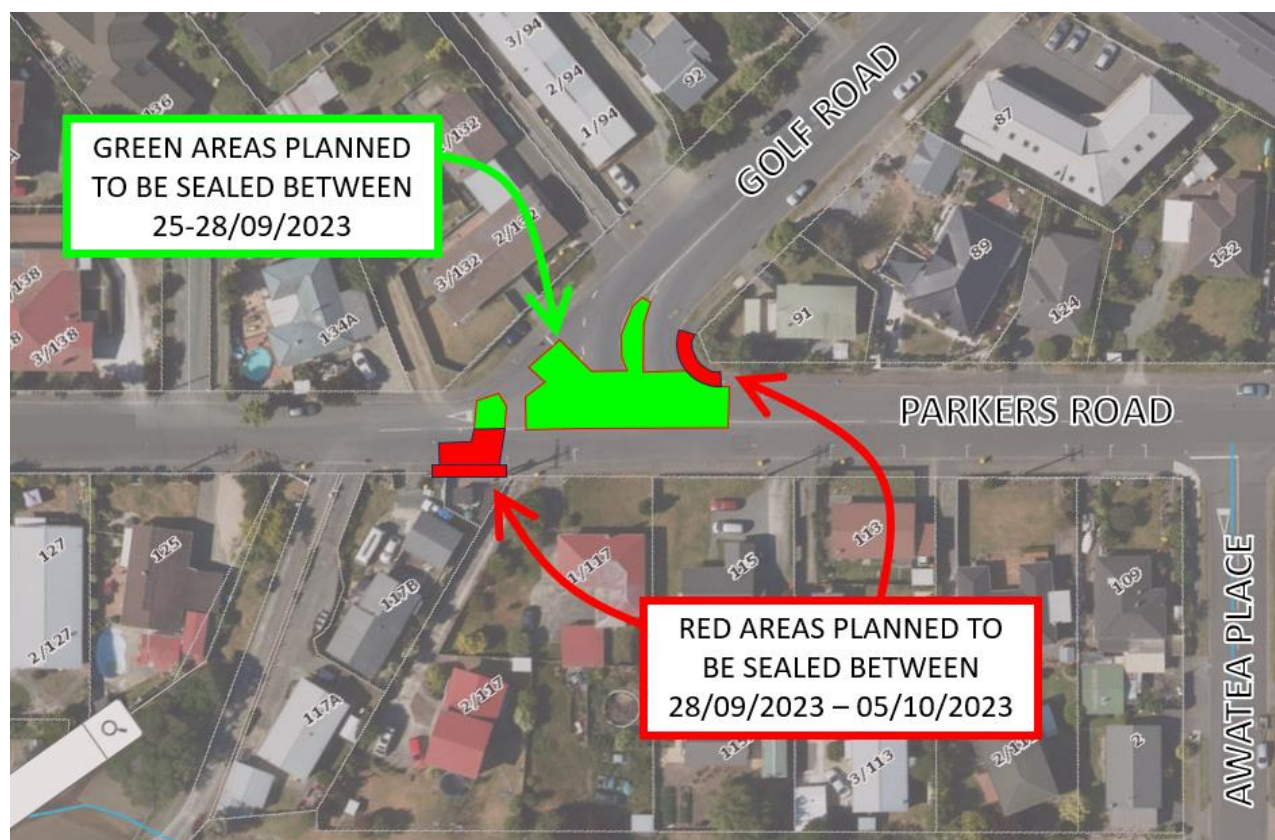 3/94
2/94
1/94
92
136
GREEN AREAS PLANNED
TO BE SEALED BETWEEN
25-28/09/2023
1/132
2/132
3/132
GOLF ROAD
87
89
122
124
91
134A
3/138
PARKERS ROAD
127
2/127
125
117B
117A
1/117
2/117
115
113
109
RED AREAS PLANNED TO
BE SEALED BETWEEN
28/09/2023 – 05/10/2023
3/113
2
AWATEA PLACE